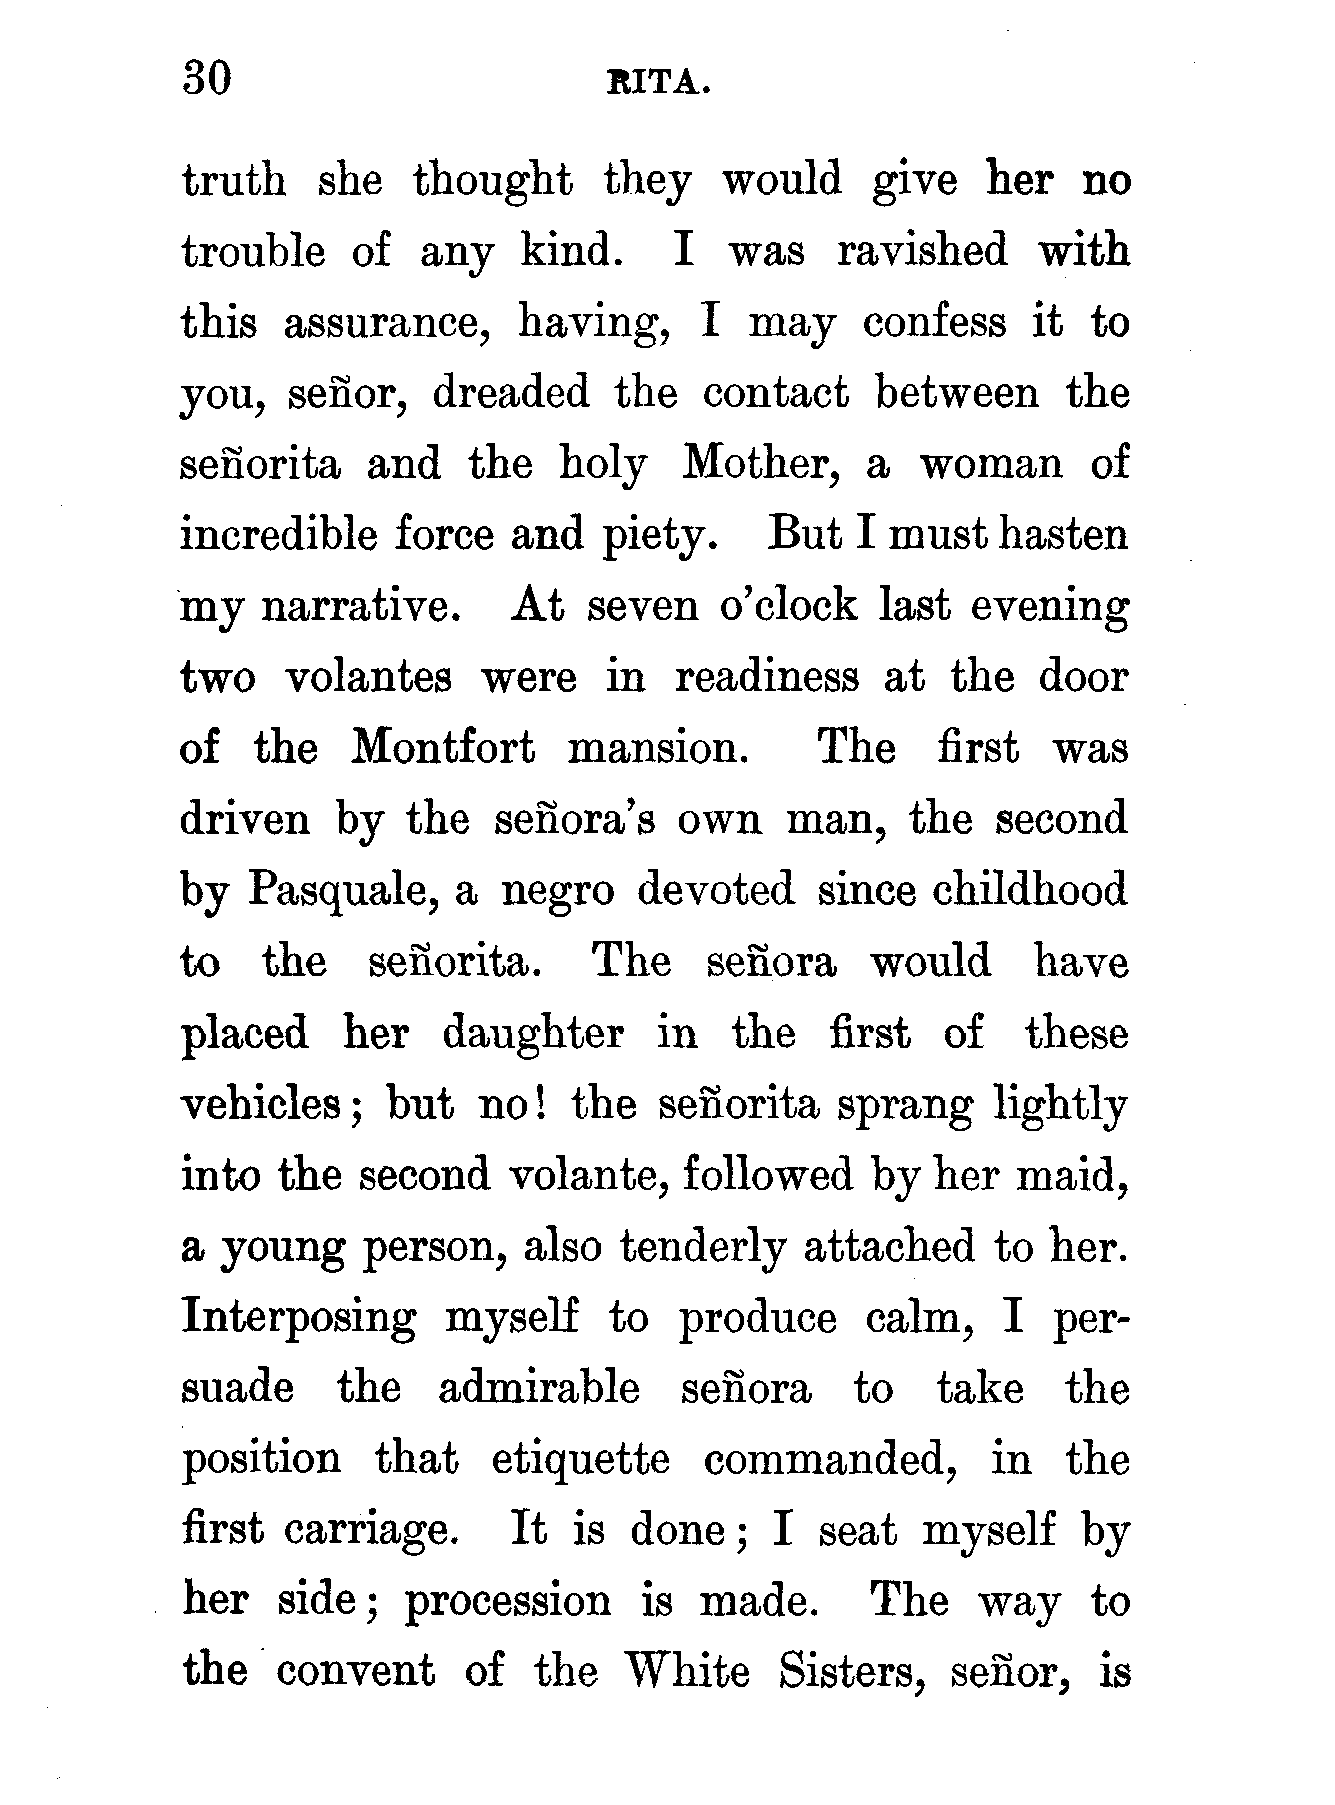 30 RITA.
truth she thought they would give her no
trouble of any kind. I was ravished with
this assurance, having, I may confess it to
you, señor, dreaded the contact between the
señorita and the holy Mother, a woman of
incredible force and piety. But I must hasten
my narrative. At seven o'clock last evening
two volantes were in readiness at the door
of the Montfort mansion. The first was
driven by the señora's own man, the second
by Pasquale, a negro devoted since childhood
to the señorita. The señora would have
placed her daughter in the first of these
vehicles; but no! the señorita sprang lightly
into the second volante, followed by her maid,
a young person, also tenderly attached to her.
Interposing myself to produce calm, I per-
suade the admirable señora to take the
position that etiquette commanded, in the
first carriage. It is done; I seat myself by
her side; procession is made. The way to
the convent of the White Sisters, señor, is